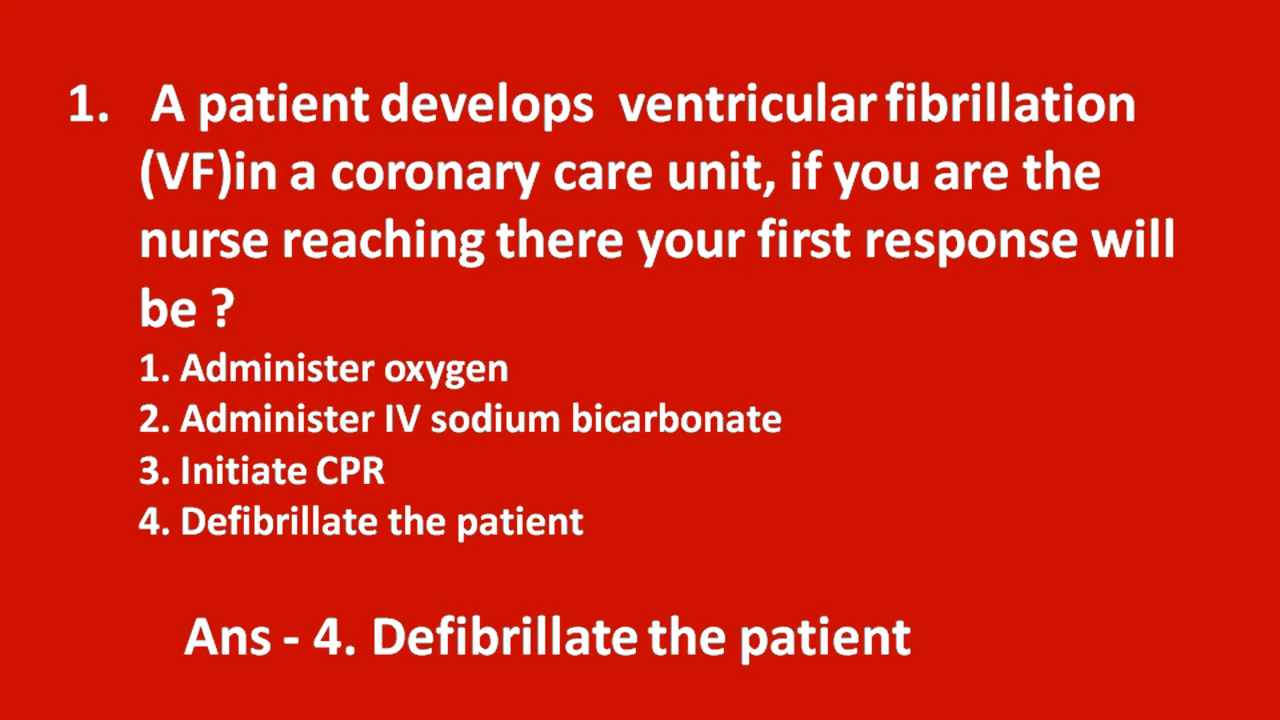 1. A patient develops ventricular fibrillation
(VF)in a coronary care unit, if you are the
nurse reaching there your first response will
be ?
1. Administer oxygen
2. Administer IV sodium bicarbonate
3. Initiate CPR
4. Defibrillate the patient
Ans - 4. Defibrillate the patient